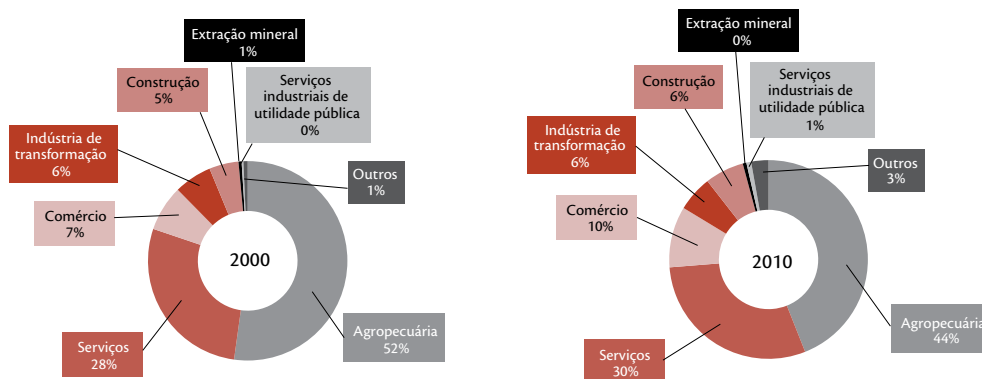 Extração mineral
1%
Construção
5%
Serviços
industriais de
utilidade pública
0%
Indústria de
transformação
6%
Outros
1%
Comércio
7%
2000
Agropecuária
52%
Serviços
28%
Extração mineral
0%
Construção
6%
Serviços
industriais de
utilidade pública
1%
Indústria de
transformação
6%
Outros
3%
Comércio
10%
2010
Agropecuária
44%
Serviços
30%